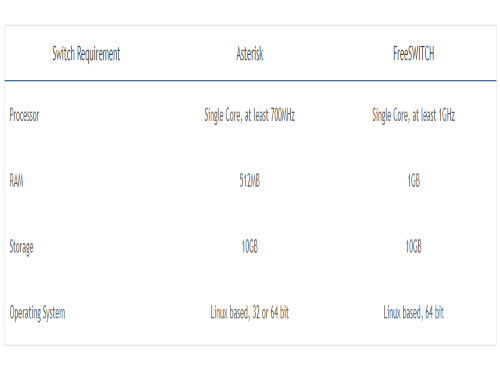 Switch Requirement Asterisk FreeSWITCH
Processor Single Core, at least 700MHz Single Core, at least 1GHz
RAM 512MB 1GB
Storage 10GB 10GB
Operating System Linux based, 32 or 64 bit Linux based, 64 bit